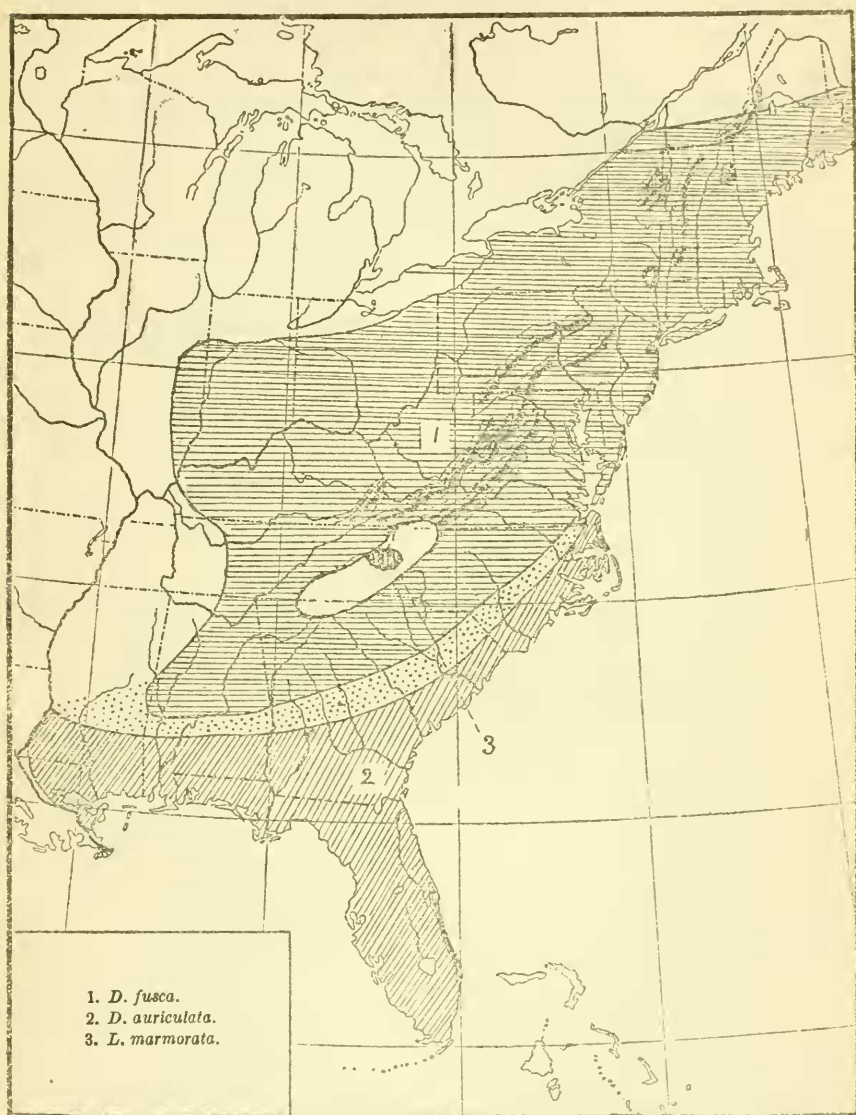 1
2
3
1. D. fusca.
2. D. auriculata.
3. L. marmorata.